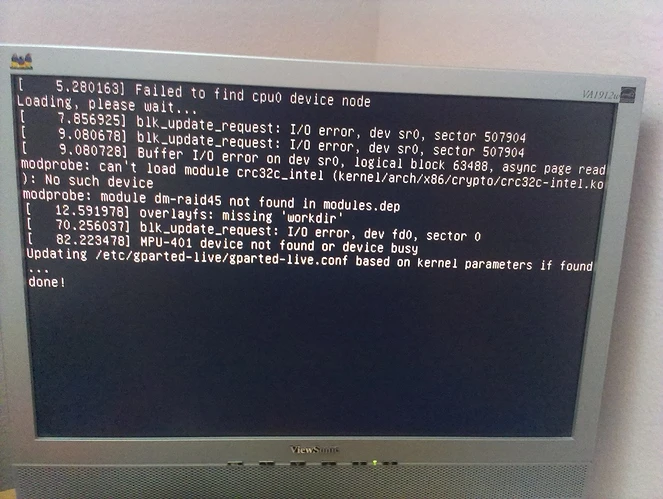 VA1912w
[    5.280163] Failed to find cpu0 device node
Loading, please wait...
[    7.856925] blk_update_request: I/O error, dev sr0, sector 507904
[    9.080678] blk_update_request: I/O error, dev sr0, sector 507904
[    9.080728] Buffer I/O error on dev sr0, logical block 63488, async page read
modprobe: can't load module crc32c_intel (kernel/arch/x86/crypto/crc32c-intel.ko
): No such device
modprobe: module dm-raid45 not found in modules.dep
[   12.591978] overlayfs: missing 'workdir'
[   70.256037] blk_update_request: I/O error, dev fd0, sector 0
[   82.223478] MPU-401 device not found or device busy
Updating /etc/gparted-live/gparted-live.conf based on kernel parameters if found
...
done!
ViewSonic